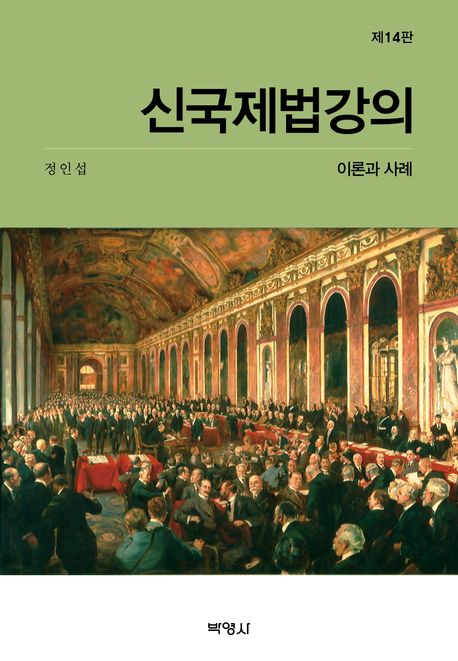 제14판
신국제법강의
정인섭
이론과 사례
박영사